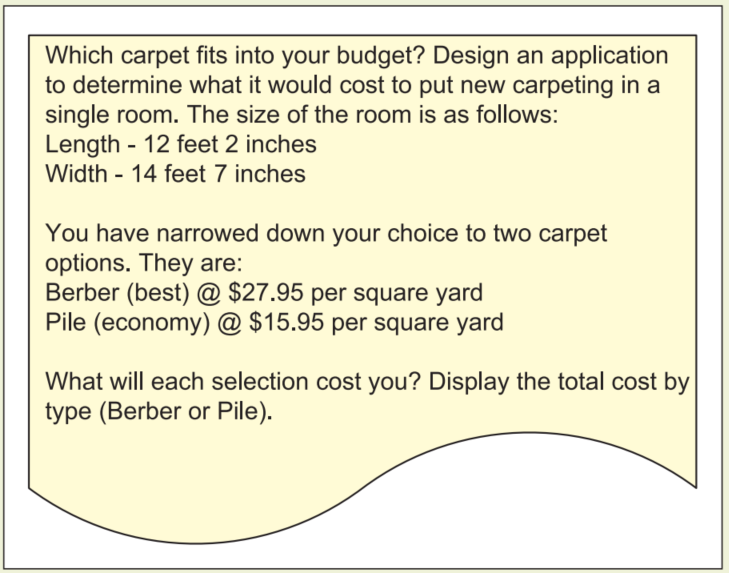 Which carpet fits into your budget? Design an application
to determine what it would cost to put new carpeting in a
single room. The size of the room is as follows:
Length - 12 feet 2 inches
Width - 14 feet 7 inches
You have narrowed down your choice to two carpet
options. They are:
Berber (best) @ $27.95 per square yard
Pile (economy) @ $15.95 per square yard
What will each selection cost you? Display the total cost by
type (Berber or Pile).